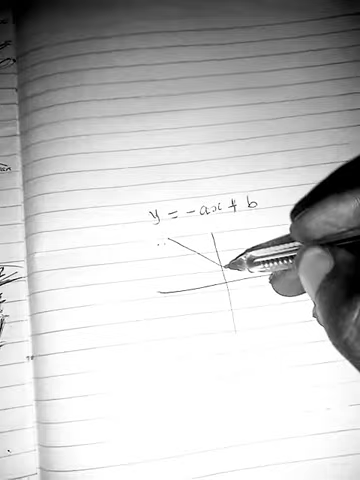 y = -ax + b